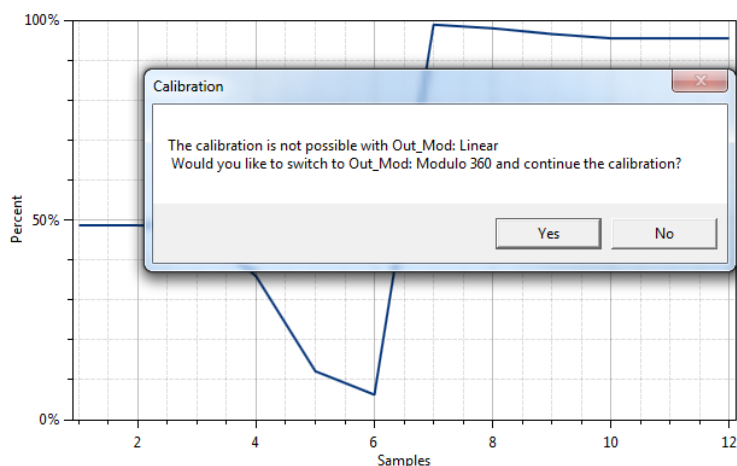 100%
Calibration
The calibration is not possible with Out_Mod: Linear
Would you like to switch to Out_Mod: Modulo 360 and continue the calibration?
Percent
50%
Yes No
0%
2 4 6 8 10 12
Samples